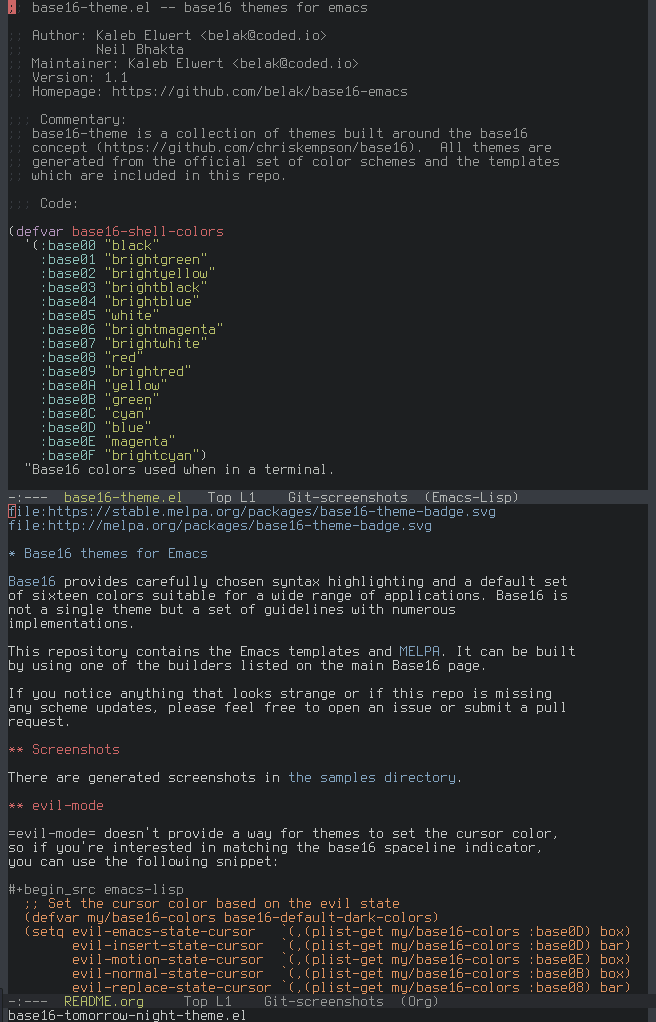 ;; base16-theme.el -- base16 themes for emacs
;; Author: Kaleb Elwert <belak@coded.io>
;;         Neil Bhakta
;; Maintainer: Kaleb Elwert <belak@coded.io>
;; Version: 1.1
;; Homepage: https://github.com/belak/base16-emacs
;;; Commentary:
;; base16-theme is a collection of themes built around the base16
;; concept (https://github.com/chriskempson/base16).  All themes are
;; generated from the official set of color schemes and the templates
;; which are included in this repo.
;;; Code:
(defvar base16-shell-colors
  '(:base00 "black"
    :base01 "brightgreen"
    :base02 "brightyellow"
    :base03 "brightblack"
    :base04 "brightblue"
    :base05 "white"
    :base06 "brightmagenta"
    :base07 "brightwhite"
    :base08 "red"
    :base09 "brightred"
    :base0A "yellow"
    :base0B "green"
    :base0C "cyan"
    :base0D "blue"
    :base0E "magenta"
    :base0F "brightcyan")
  "Base16 colors used when in a terminal.
-:---  base16-theme.el   Top L1    Git-screenshots  (Emacs-Lisp)
file:https://stable.melpa.org/packages/base16-theme-badge.svg
file:http://melpa.org/packages/base16-theme-badge.svg
* Base16 themes for Emacs
Base16 provides carefully chosen syntax highlighting and a default set
of sixteen colors suitable for a wide range of applications. Base16 is
not a single theme but a set of guidelines with numerous
implementations.
This repository contains the Emacs templates and MELPA. It can be built
by using one of the builders listed on the main Base16 page.
If you notice anything that looks strange or if this repo is missing
any scheme updates, please feel free to open an issue or submit a pull
request.
** Screenshots
There are generated screenshots in the samples directory.
** evil-mode
=evil-mode= doesn't provide a way for themes to set the cursor color,
so if you're interested in matching the base16 spaceline indicator,
you can use the following snippet:
#+begin_src emacs-lisp
  ;; Set the cursor color based on the evil state
  (defvar my/base16-colors base16-default-dark-colors)
  (setq evil-emacs-state-cursor   `(,(plist-get my/base16-colors :base0D) box)
        evil-insert-state-cursor  `(,(plist-get my/base16-colors :base0D) bar)
        evil-motion-state-cursor  `(,(plist-get my/base16-colors :base0E) box)
        evil-normal-state-cursor  `(,(plist-get my/base16-colors :base0B) box)
        evil-replace-state-cursor `(,(plist-get my/base16-colors :base08) bar)
-:---  README.org     Top L1    Git-screenshots  (Org)
base16-tomorrow-night-theme.el